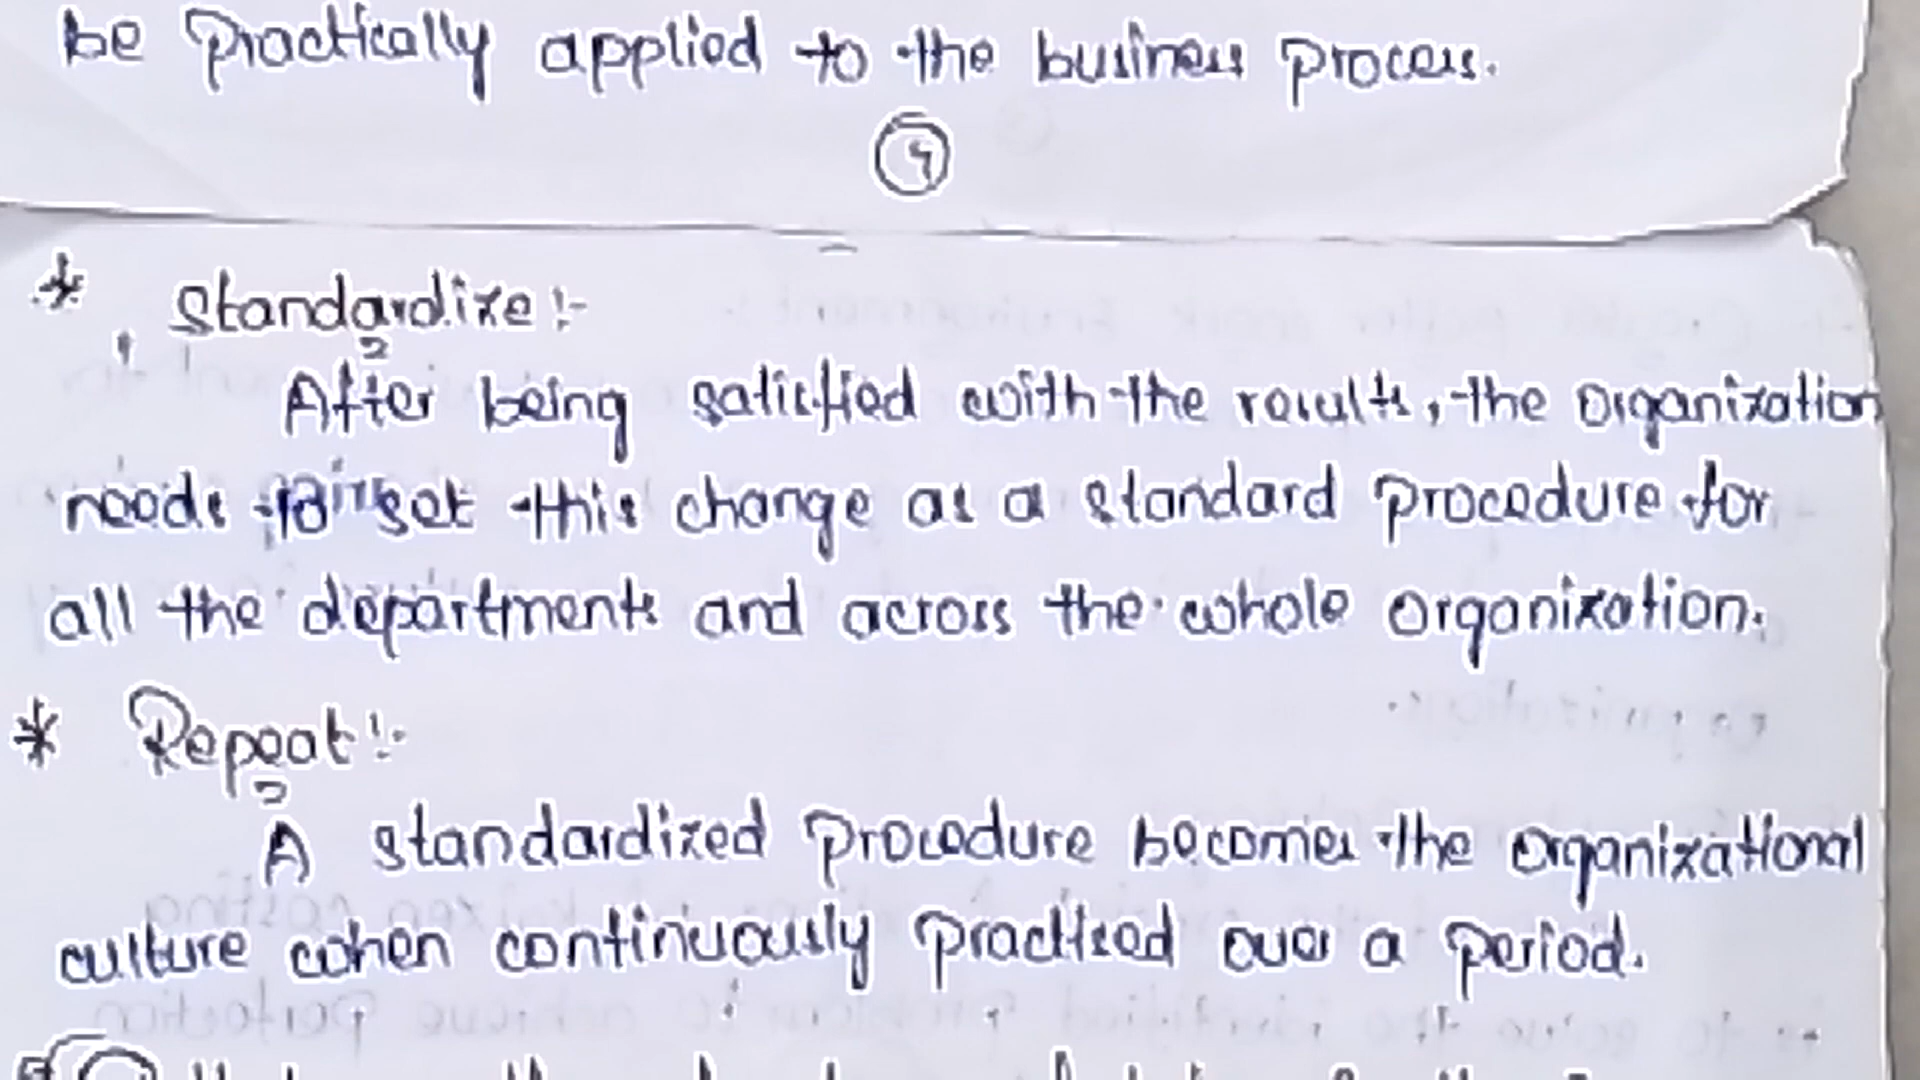 be practically applied to the business process.
4
* Standardize:-
After being satisfied with the results, the organization
needs to set this change as a standard procedure for
all the departments and across the whole organization.
* Repeat:-
A standardized procedure becomes the organizational
culture when continuously practised over a period.